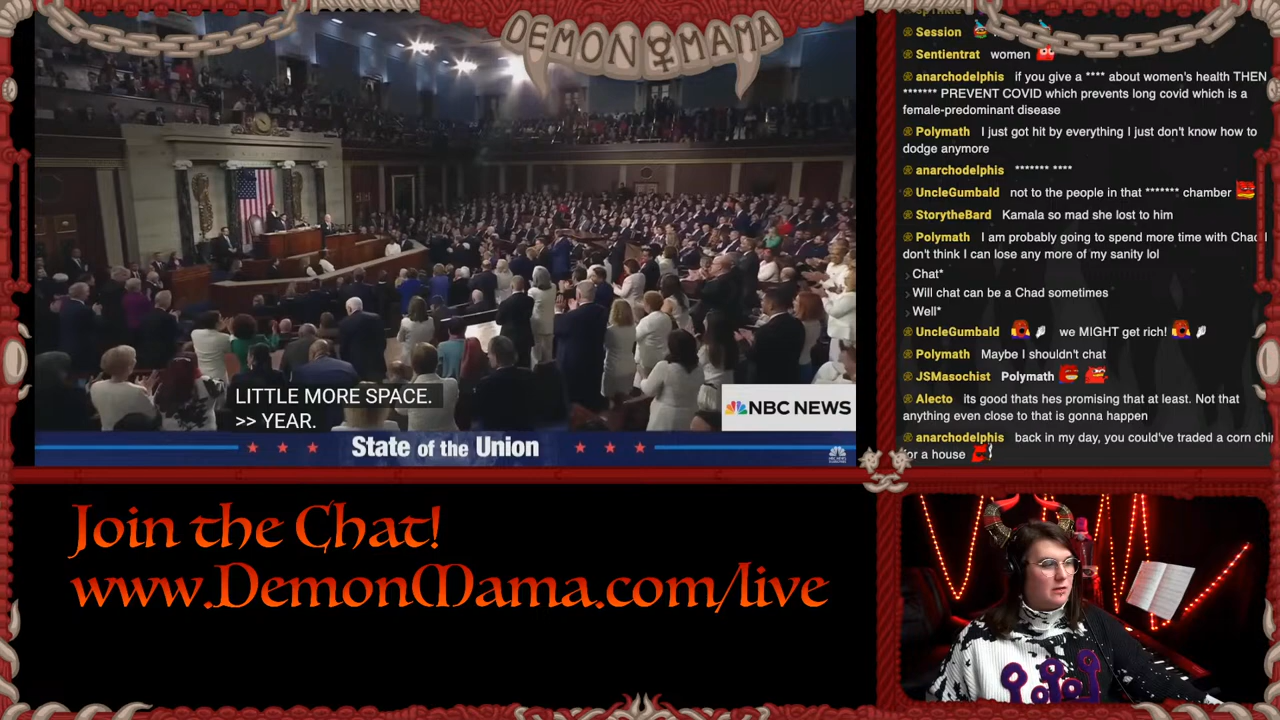 DEMON MAMA
Session
Sentientrat women
anarchodelphis if you give a **** about women's health THEN
******* PREVENT COVID which prevents long covid which is a
female-predominant disease
Polymath I just got hit by everything I just don't know how to
dodge anymore
anarchodelphis ******* ****
UncleGumbald not to the people in that ******* chamber
StorytheBard Kamala so mad she lost to him
Polymath I am probably going to spend more time with Chad I
don't think I can lose any more of my sanity lol
Chat*
Will chat can be a Chad sometimes
Well*
UncleGumbald we MIGHT get rich!
Polymath Maybe I shouldn't chat
JSMasochist Polymath
Alecto its good thats hes promising that at least. Not that
anything even close to that is gonna happen
anarchodelphis back in my day, you could've traded a corn chip
for a house
LITTLE MORE SPACE.
>> YEAR.
NBC NEWS
State of the Union
Join the Chat!
www.DemonMama.com/live